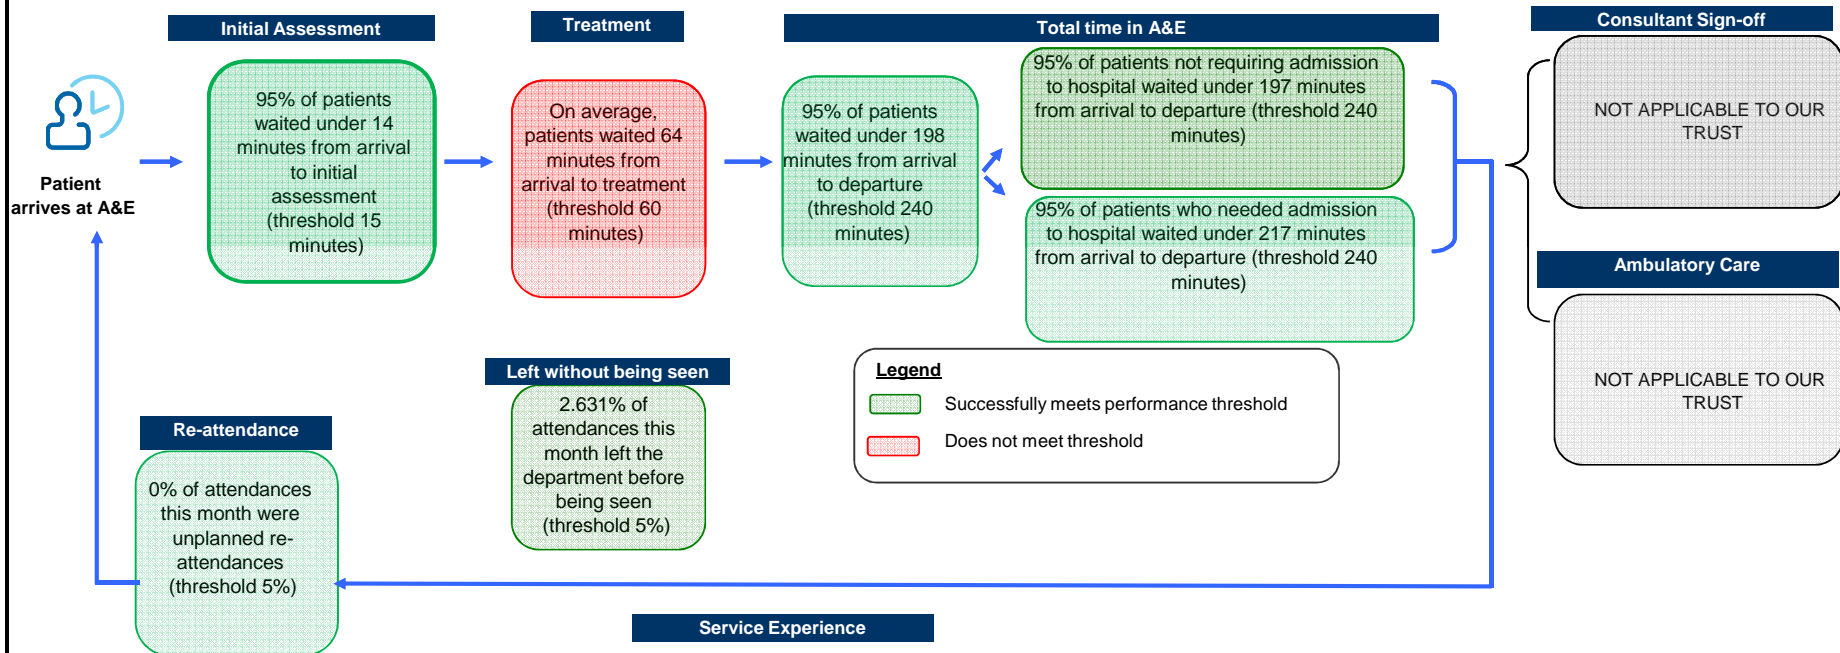 Initial Assessment
Treatment
Total time in A&E
Consultant Sign-off
Patient
arrives at A&E
95% of patients
waited under 14
minutes from arrival
to initial
assessment
(threshold 15
minutes)
On average,
patients waited 64
minutes from
arrival to treatment
(threshold 60
minutes)
95% of patients
waited under 198
minutes from arrival
to departure
(threshold 240
minutes)
95% of patients not requiring admission
to hospital waited under 197 minutes
from arrival to departure (threshold 240
minutes)
95% of patients who needed admission
to hospital waited under 217 minutes
from arrival to departure (threshold 240
minutes)
NOT APPLICABLE TO OUR
TRUST
Ambulatory Care
NOT APPLICABLE TO OUR
TRUST
Left without being seen
2.631% of
attendances this
month left the
department before
being seen
(threshold 5%)
Legend
Successfully meets performance threshold
Does not meet threshold
Re-attendance
0% of attendances
this month were
unplanned re-
attendances
(threshold 5%)
Service Experience